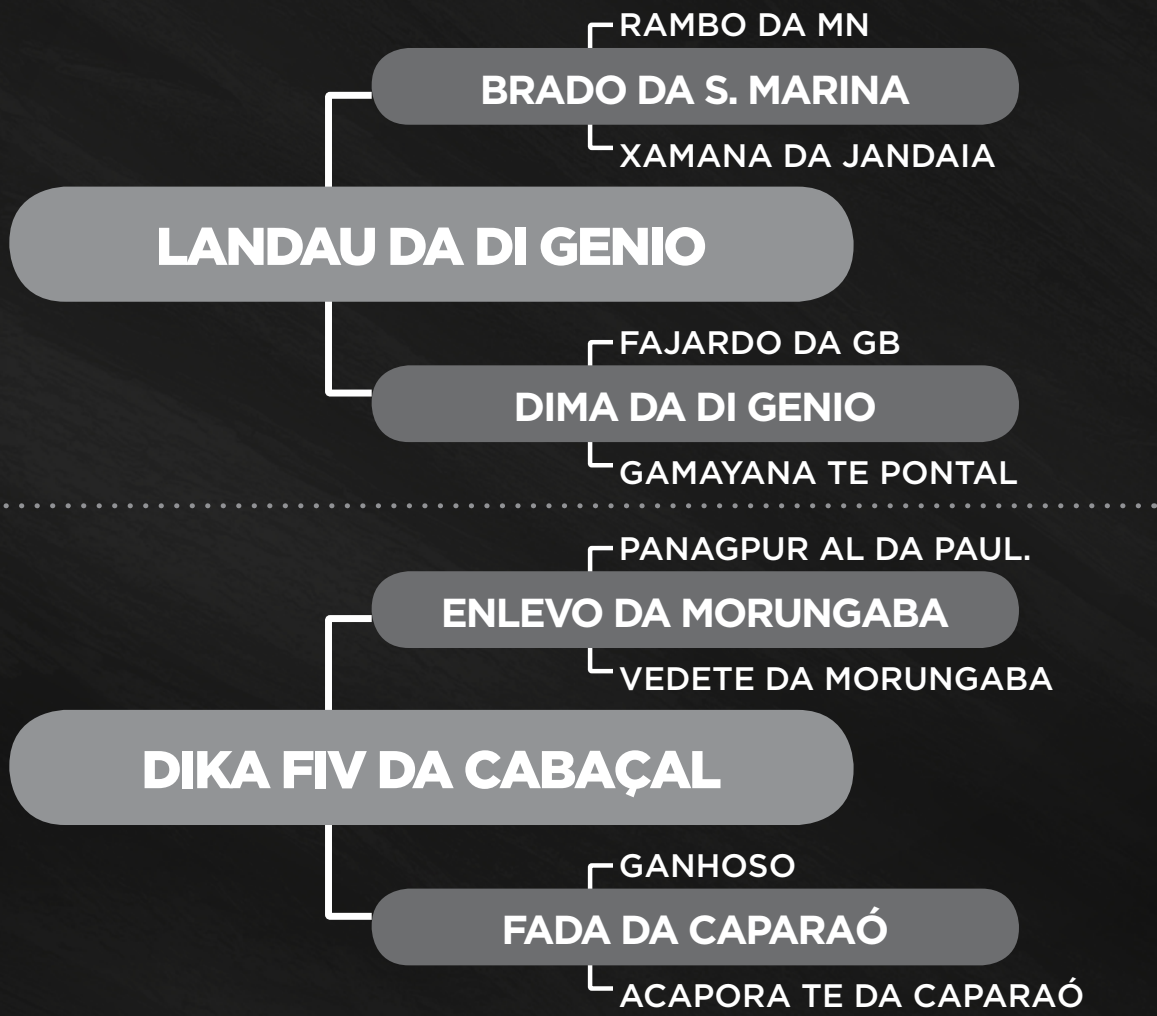 RAMBO DA MN
BRADO DA S. MARINA
XAMANA DA JANDAIA
LANDAU DA DI GENIO
FAJARDO DA GB
DIMA DA DI GENIO
GAMAYANA TE PONTAL
PANAGPUR AL DA PAUL.
ENLEVO DA MORUNGABA
VEDETE DA MORUNGABA
DIKA FIV DA CABAÇAL
GANHOSO
FADA DA CAPARAÓ
ACAPORA TE DA CAPARAÓ